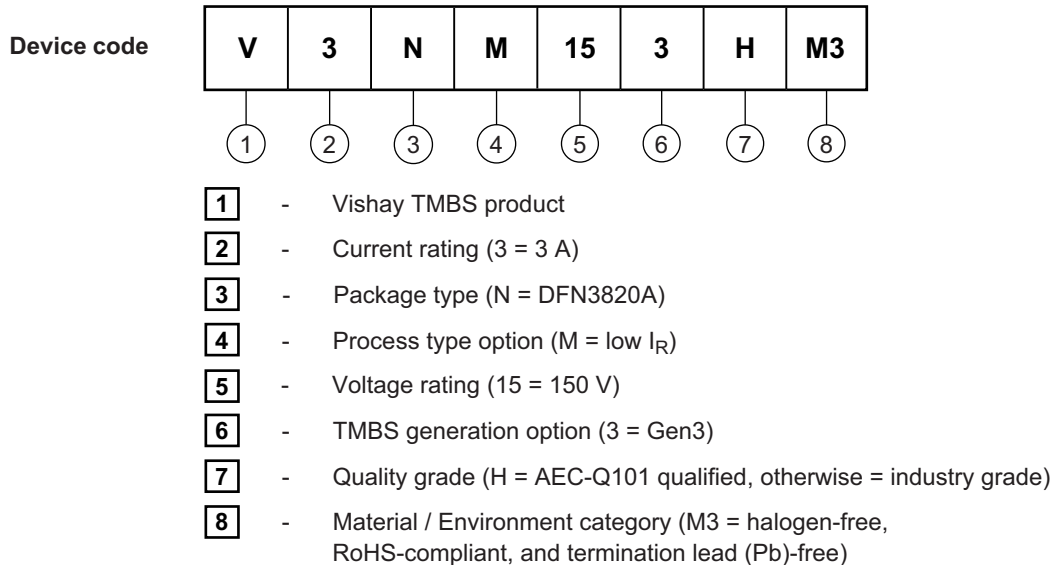 Device code
V 3 N M 15 3 H M3
1 2 3 4 5 6 7 8
1 - Vishay TMBS product
2 - Current rating (3 = 3 A)
3 - Package type (N = DFN3820A)
4 - Process type option (M = low IR)
5 - Voltage rating (15 = 150 V)
6 - TMBS generation option (3 = Gen3)
7 - Quality grade (H = AEC-Q101 qualified, otherwise = industry grade)
8 - Material / Environment category (M3 = halogen-free,
RoHS-compliant, and termination lead (Pb)-free)